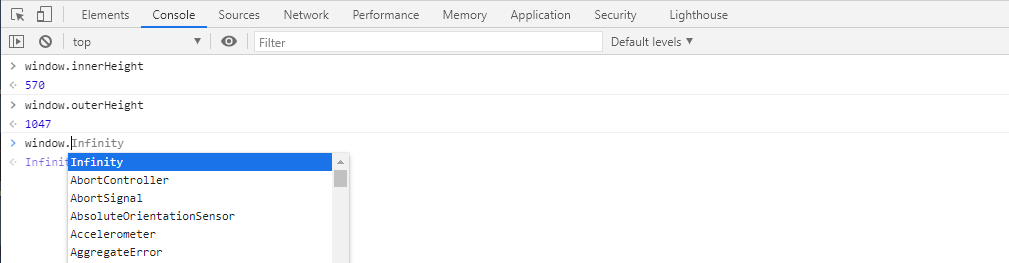 Elements Console Sources Network Performance Memory Application Security Lighthouse
top Filter Default levels
window.innerHeight
570
window.outerHeight
1047
window.Infinity
Infinit
Infinity
AbortController
AbortSignal
AbsoluteOrientationSensor
Accelerometer
AggregateError